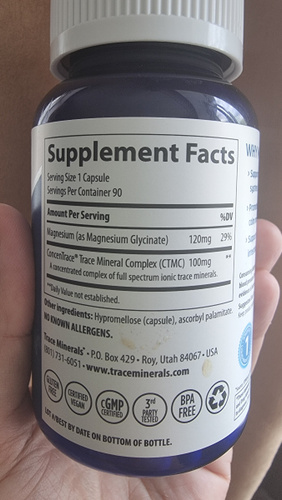 Supplement Facts
Serving Size 1 Capsule
Servings Per Container 90
Amount Per Serving %DV
Magnesium (as Magnesium Glycinate) 120mg 29%
ConcenTrace® Trace Mineral Complex (CTMC) 100mg **
A concentrated complex of full spectrum ionic trace minerals.
**Daily Value not established.
Other ingredients: Hypromellose (capsule), ascorbyl palmitate.
NO KNOWN ALLERGENS.
Trace Minerals® • P.O. Box 429 • Roy, Utah 84067 • USA
(801) 731-6051 • www.traceminerals.com
GLUTEN FREE
CERTIFIED VEGAN
cGMP CERTIFIED
3rd PARTY TESTED
BPA FREE
LOT #/BEST BY DATE ON BOTTOM OF BOTTLE.